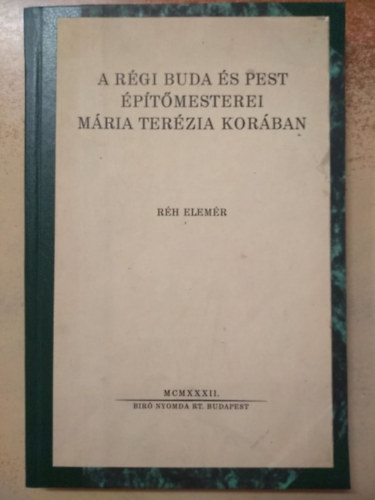 A RÉGI BUDA ÉS PEST
ÉPÍTŐMESTEREI
MÁRIA TERÉZIA KORÁBAN
RÉH ELEMÉR
MCMXXXII.
BIRÓ NYOMDA RT. BUDAPEST